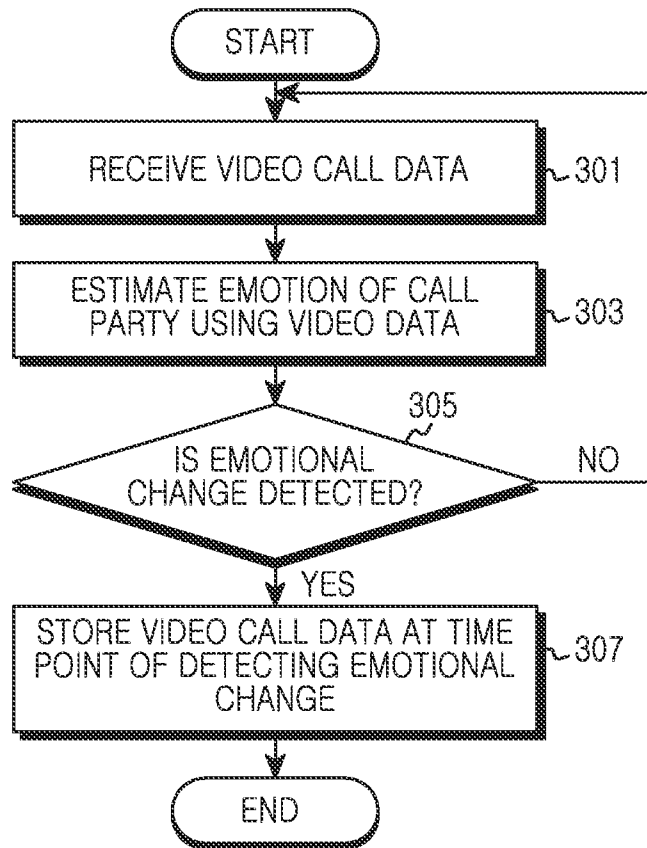 START
RECEIVE VIDEO CALL DATA
301
ESTIMATE EMOTION OF CALL
PARTY USING VIDEO DATA
303
305
IS EMOTIONAL
CHANGE DETECTED?
NO
YES
STORE VIDEO CALL DATA AT TIME
POINT OF DETECTING EMOTIONAL
CHANGE
307
END